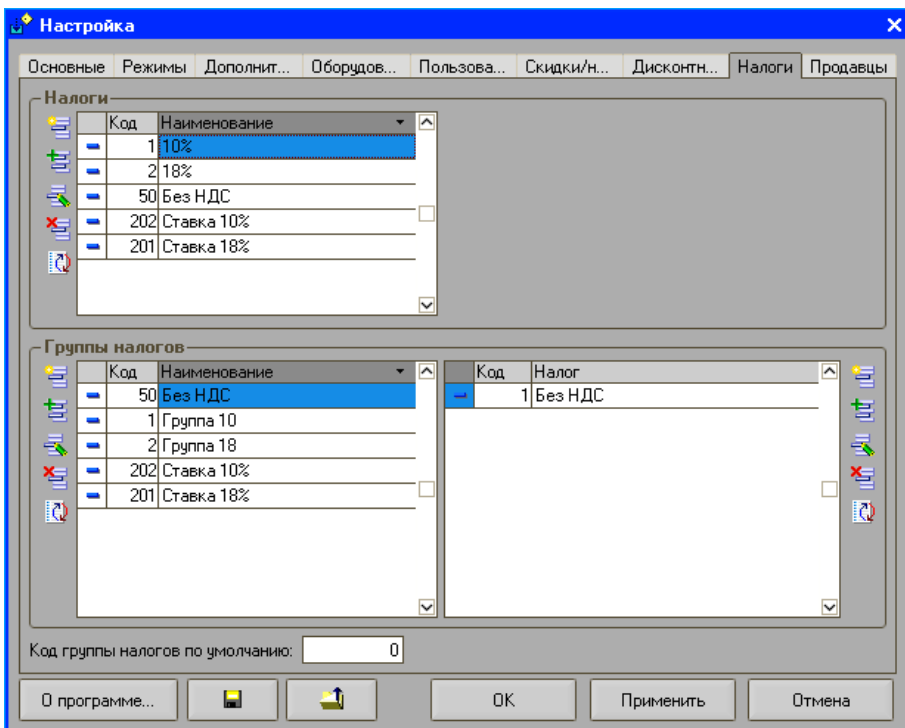 Настройка
Основные Режимы Дополнит... Оборудов... Пользова... Скидки/н... Дисконтн... Налоги Продавцы
Налоги
Код Наименование
1 10%
2 18%
50 Без НДС
202 Ставка 10%
201 Ставка 18%
Группы налогов
Код Наименование Код Налог
50 Без НДС 1 Без НДС
1 Группа 10
2 Группа 18
202 Ставка 10%
201 Ставка 18%
Код группы налогов по умолчанию: 0
О программе... OK Применить Отмена